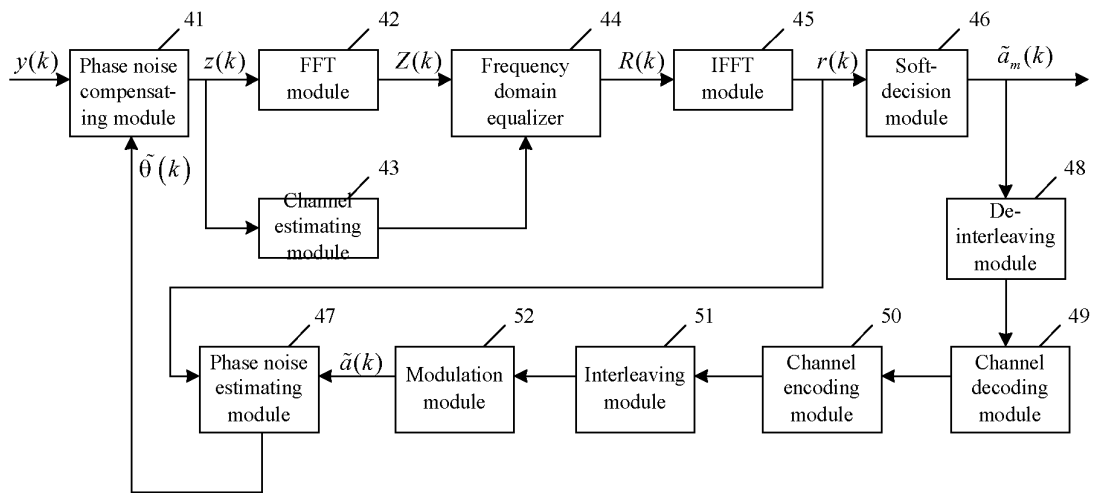 41
42
44
45
46
y(k)
Phase noise
compensat-
ing module
z(k)
FFT
module
Z(k)
Frequency
domain
equalizer
R(k)
IFFT
module
r(k)
Soft-
decision
module
ã_m(k)
θ̃(k)
43
Channel
estimating
module
48
De-
interleaving
module
47
52
51
50
49
Phase noise
estimating
module
ã(k)
Modulation
module
Interleaving
module
Channel
encoding
module
Channel
decoding
module